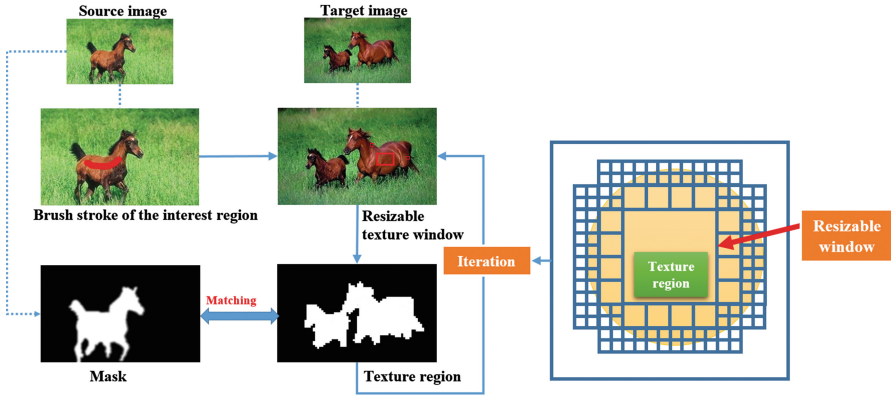 Source image
Target image
Brush stroke of the interest region
Resizable
texture window
Iteration
Resizable
window
Texture
region
Matching
Mask
Texture region